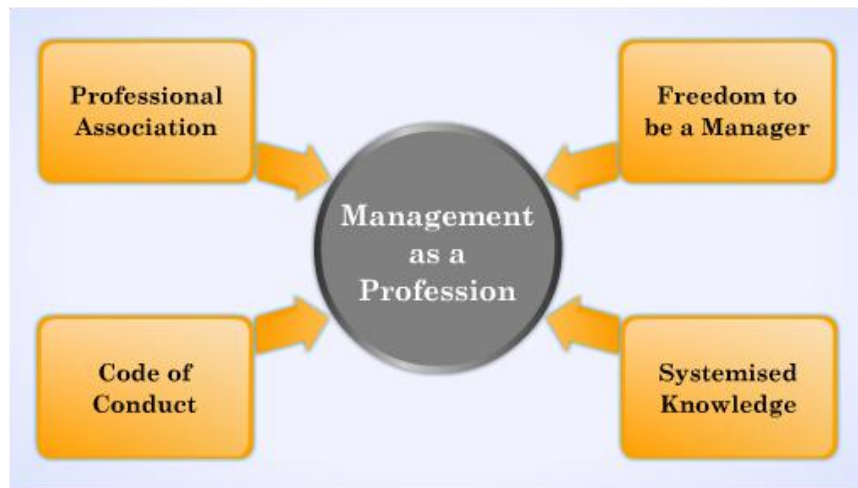 Professional
Association
Freedom to
be a Manager
Management
as a
Profession
Code of
Conduct
Systemised
Knowledge